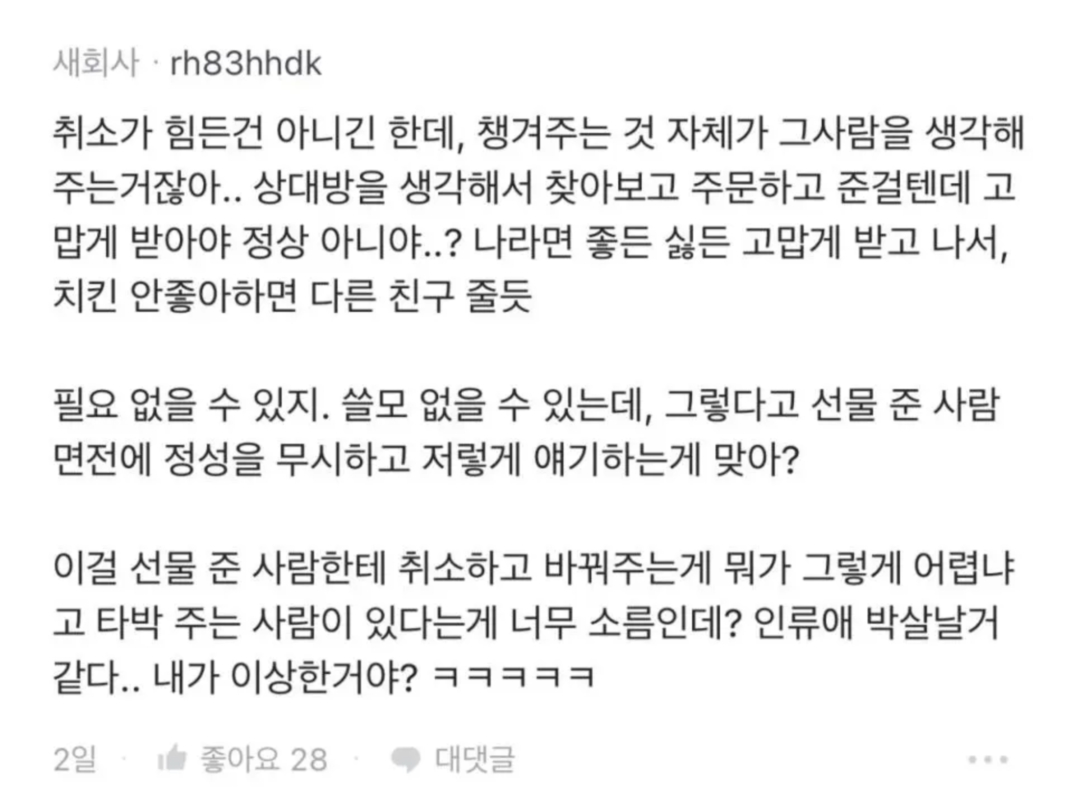 새회사 · rh83hhdk
취소가 힘든건 아니긴 한데, 챙겨주는 것 자체가 그사람을 생각해
주는거잖아.. 상대방을 생각해서 찾아보고 주문하고 준걸텐데 고
맙게 받아야 정상 아니야..? 나라면 좋든 싫든 고맙게 받고 나서,
치킨 안좋아하면 다른 친구 줄듯
필요 없을 수 있지. 쓸모 없을 수 있는데, 그렇다고 선물 준 사람
면전에 정성을 무시하고 저렇게 얘기하는게 맞아?
이걸 선물 준 사람한테 취소하고 바꿔주는게 뭐가 그렇게 어렵냐
고 타박 주는 사람이 있다는게 너무 소름인데? 인류애 박살날거
같다.. 내가 이상한거야? ㅋㅋㅋㅋㅋ
2일 · 좋아요 28 · 대댓글